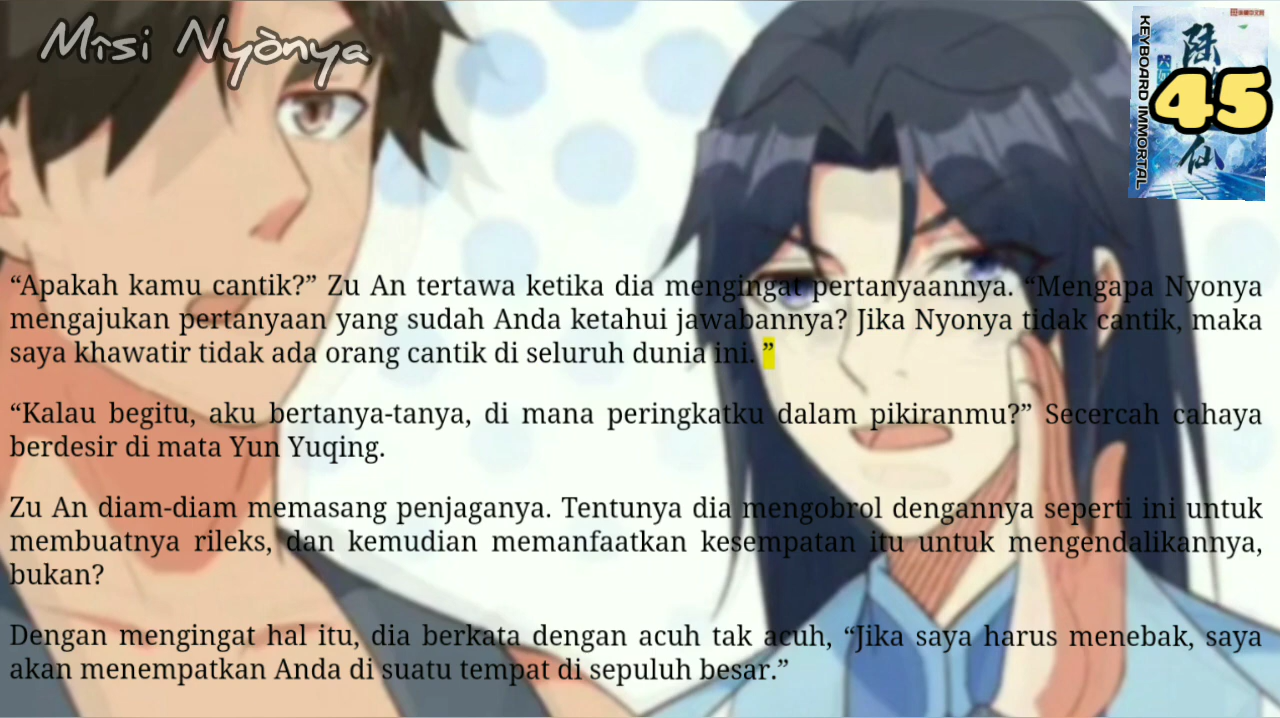 Mîsi Nyònya
KEYBOARD IMMORTAL
45
“Apakah kamu cantik?” Zu An tertawa ketika dia mengingat pertanyaannya. “Mengapa Nyonya
mengajukan pertanyaan yang sudah Anda ketahui jawabannya? Jika Nyonya tidak cantik, maka
saya khawatir tidak ada orang cantik di seluruh dunia ini. ”
“Kalau begitu, aku bertanya-tanya, di mana peringkatku dalam pikiranmu?” Secercah cahaya
berdesir di mata Yun Yuqing.
Zu An diam-diam memasang penjaganya. Tentunya dia mengobrol dengannya seperti ini untuk
membuatnya rileks, dan kemudian memanfaatkan kesempatan itu untuk mengendalikannya,
bukan?
Dengan mengingat hal itu, dia berkata dengan acuh tak acuh, “Jika saya harus menebak, saya
akan menempatkan Anda di suatu tempat di sepuluh besar.”